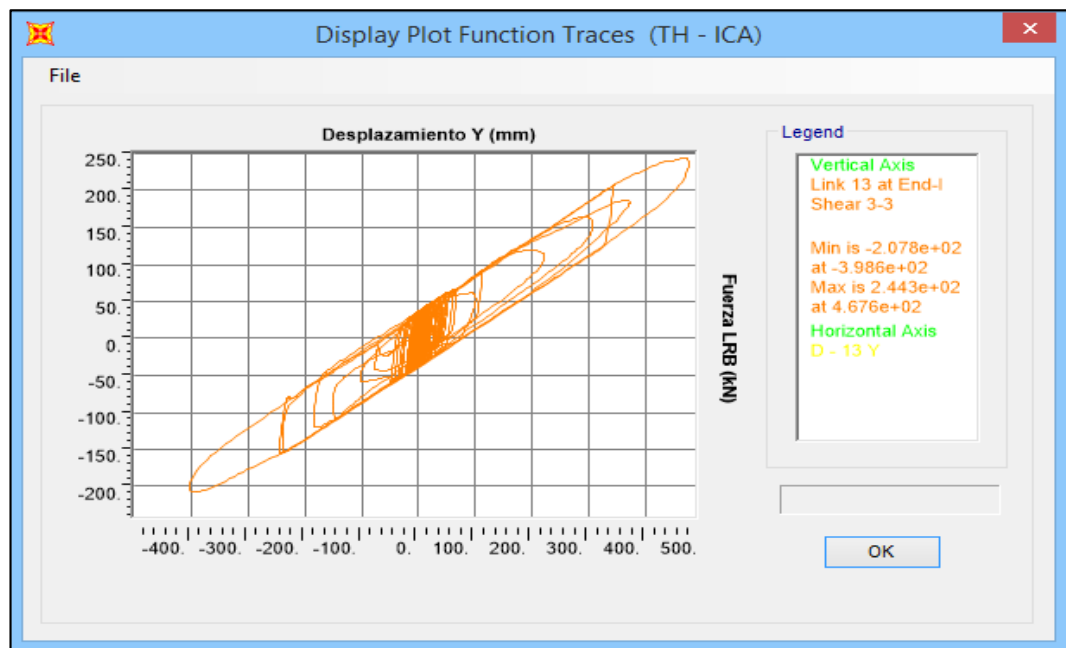 Display Plot Function Traces (TH - ICA)
File
Desplazamiento Y (mm)
250.
200.
150.
100.
50.
0.
-50.
-100.
-150.
-200.
-400. -300. -200. -100. 0. 100. 200. 300. 400. 500.
Fuerza LRB (kN)
Legend
Vertical Axis
Link 13 at End-I
Shear 3-3
Min is -2.078e+02
at -3.986e+02
Max is 2.443e+02
at 4.676e+02
Horizontal Axis
D - 13 Y
OK